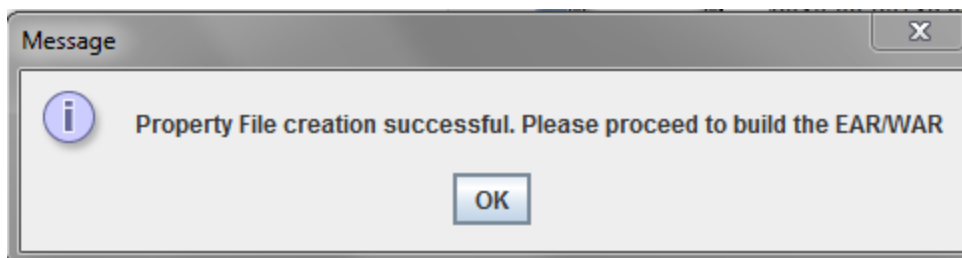 Message
Property File creation successful. Please proceed to build the EAR/WAR
OK